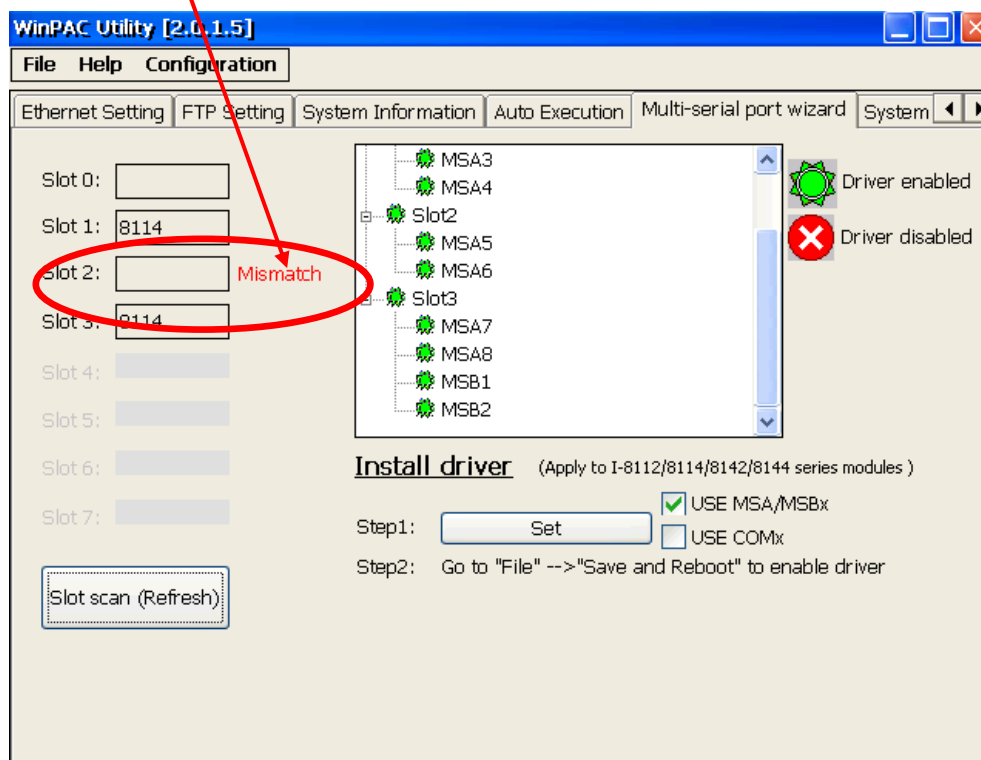 WinPAC Utility [2.0.1.5]
File Help Configuration
Ethernet Setting FTP Setting System Information Auto Execution Multi-serial port wizard System
Slot 0:
Slot 1: 8114
Slot 2: Mismatch
Slot 3: 8114
Slot 4:
Slot 5:
Slot 6:
Slot 7:
Slot scan (Refresh)
MSA3
MSA4
Slot2
MSA5
MSA6
Slot3
MSA7
MSA8
MSB1
MSB2
Driver enabled
Driver disabled
Install driver (Apply to I-8112/8114/8142/8144 series modules )
Step1: Set
USE MSA/MSBx
USE COMx
Step2: Go to "File" -->"Save and Reboot" to enable driver